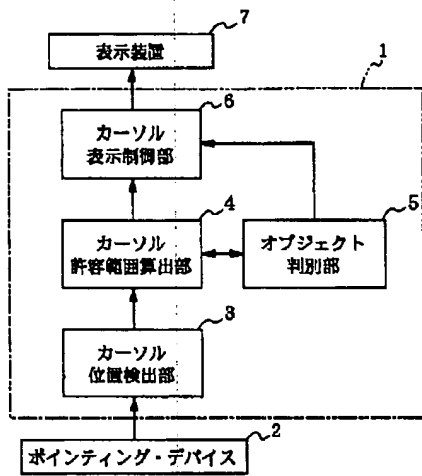 7
表示装置
1
6
カーソル
表示制御部
4
カーソル
許容範囲算出部
5
オブジェクト
判別部
3
カーソル
位置検出部
2
ポインティング・デバイス